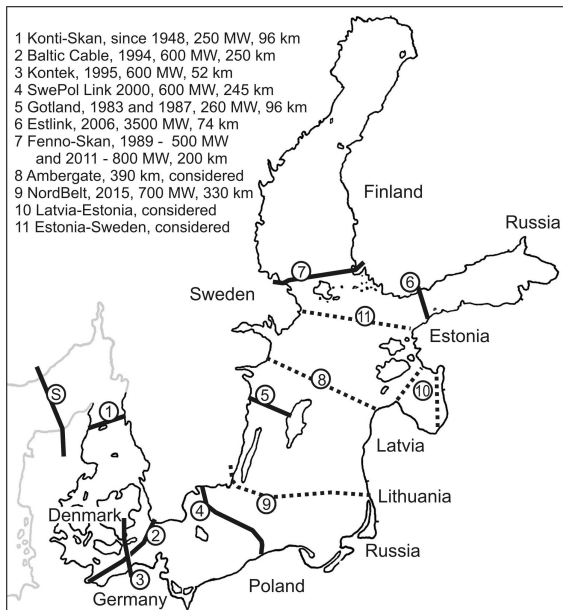 1 Konti-Skan, since 1948, 250 MW, 96 km
2 Baltic Cable, 1994, 600 MW, 250 km
3 Kontek, 1995, 600 MW, 52 km
4 SwePol Link 2000, 600 MW, 245 km
5 Gotland, 1983 and 1987, 260 MW, 96 km
6 Estlink, 2006, 3500 MW, 74 km
7 Fenno-Skan, 1989 - 500 MW
and 2011 - 800 MW, 200 km
8 Ambergate, 390 km, considered
9 NordBelt, 2015, 700 MW, 330 km
10 Latvia-Estonia, considered
11 Estonia-Sweden, considered
Finland
Russia
7
6
Sweden
11
Estonia
S
8
10
5
1
Latvia
Lithuania
9
4
Denmark
2
Russia
3
Poland
Germany